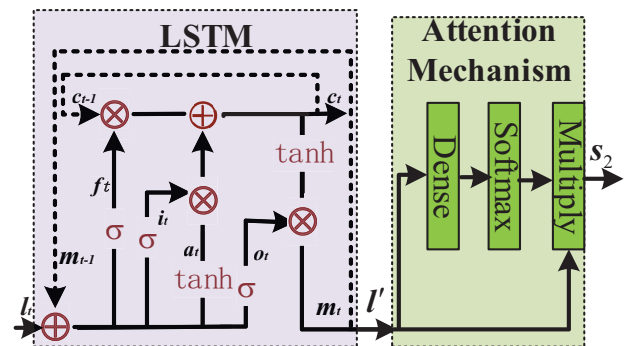 LSTM
Attention
Mechanism
c_{t-1}
c_t
tanh
f_t
i_t
σ
σ
a_t
o_t
m_{t-1}
tanh
σ
l_t
m_t
l'
Dense
Softmax
Multiply
s_2